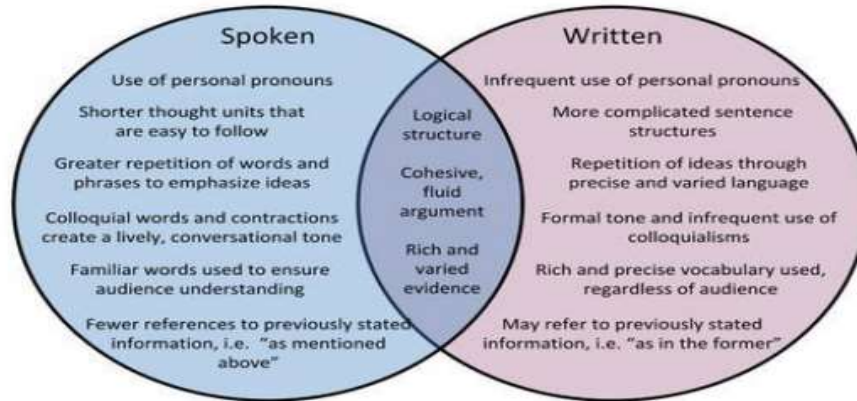 Spoken
Use of personal pronouns
Shorter thought units that
are easy to follow
Greater repetition of words and
phrases to emphasize ideas
Colloquial words and contractions
create a lively, conversational tone
Familiar words used to ensure
audience understanding
Fewer references to previously stated
information, i.e. "as mentioned
above"
Logical
structure
Cohesive,
fluid
argument
Rich and
varied
evidence
Written
Infrequent use of personal pronouns
More complicated sentence
structures
Repetition of ideas through
precise and varied language
Formal tone and infrequent use of
colloquialisms
Rich and precise vocabulary used,
regardless of audience
May refer to previously stated
information, i.e. "as in the former"